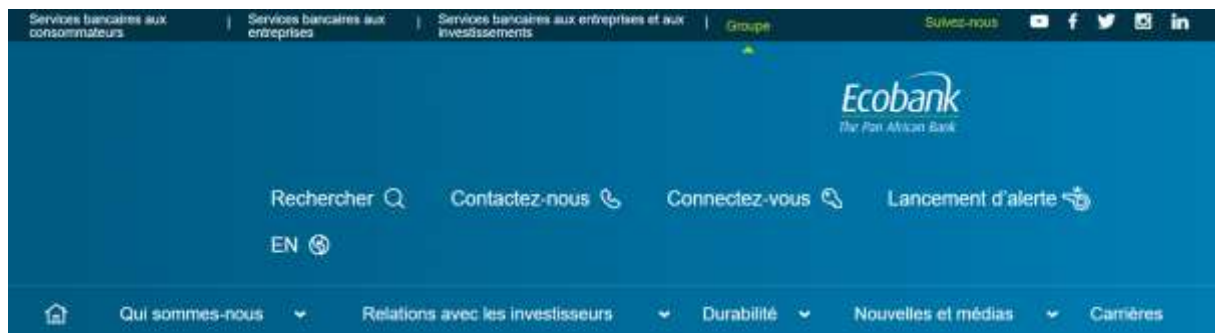 Services bancaires aux consommateurs | Services bancaires aux entreprises | Services bancaires aux entreprises et aux investissements | Groupe Suivez-nous
Ecobank
The Pan African Bank
Rechercher Contactez-nous Connectez-vous Lancement d'alerte
EN
Qui sommes-nous Relations avec les investisseurs Durabilité Nouvelles et médias Carrières